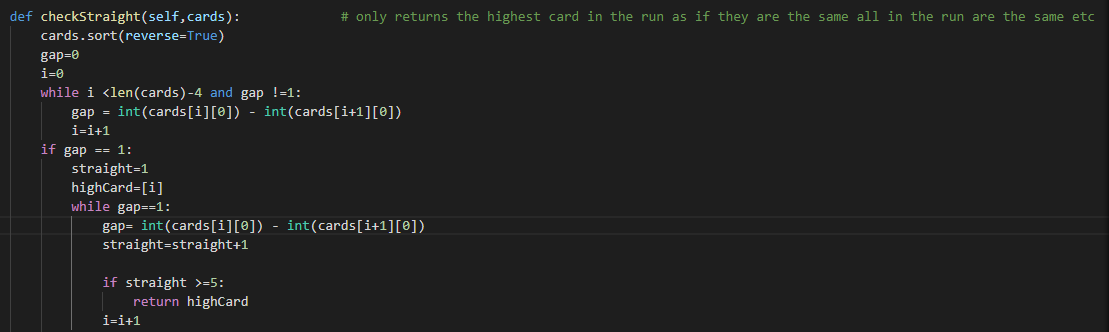 def checkStraight(self,cards):             # only returns the highest card in the run as if they are the same all in the run are the same etc
    cards.sort(reverse=True)
    gap=0
    i=0
    while i <len(cards)-4 and gap !=1:
        gap = int(cards[i][0]) - int(cards[i+1][0])
        i=i+1
    if gap == 1:
        straight=1
        highCard=[i]
        while gap==1:
            gap= int(cards[i][0]) - int(cards[i+1][0])
            straight=straight+1

            if straight >=5:
                return highCard
            i=i+1